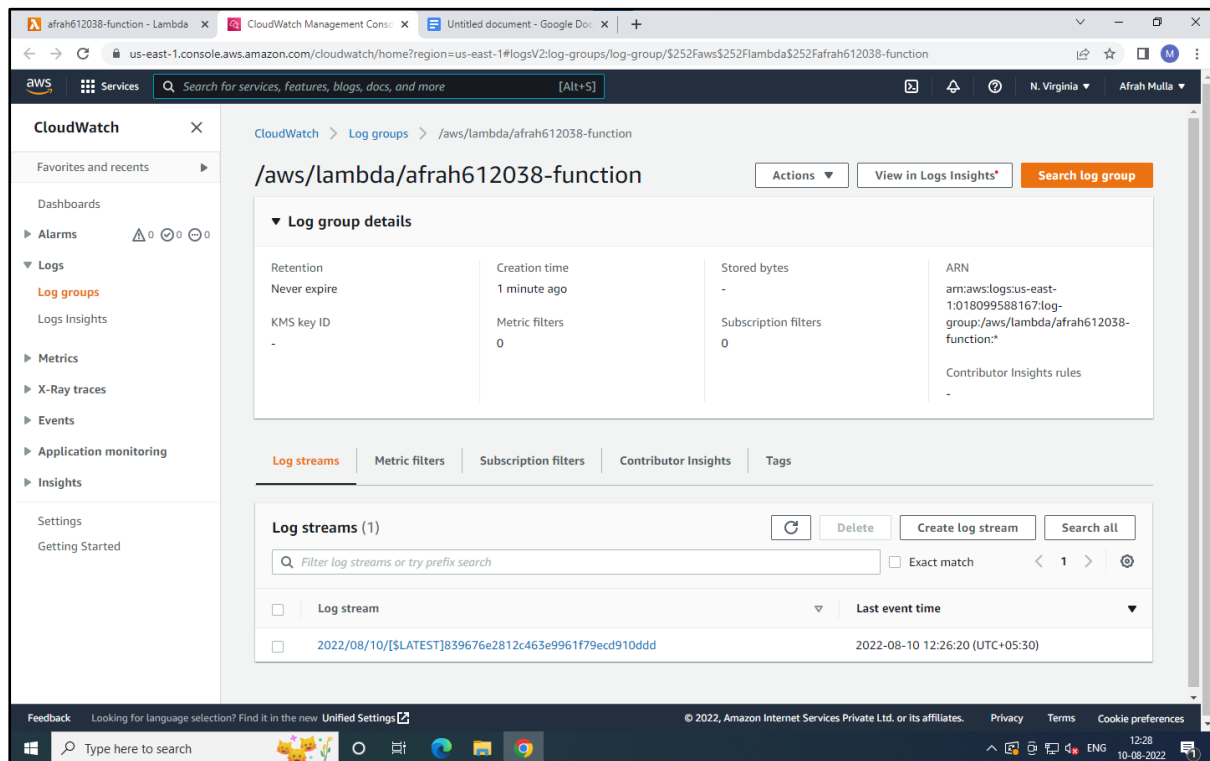 afrah612038-function - Lambda
CloudWatch Management Conso
Untitled document - Google Doc
us-east-1.console.aws.amazon.com/cloudwatch/home?region=us-east-1#logsV2:log-groups/log-group/$252Faws$252Flambda$252Fafrah612038-function
M
aws
Services
Search for services, features, blogs, docs, and more
[Alt+S]
N. Virginia
Afrah Mulla
CloudWatch
Favorites and recents
Dashboards
Alarms
0
0
0
Logs
Log groups
Logs Insights
Metrics
X-Ray traces
Events
Application monitoring
Insights
Settings
Getting Started
CloudWatch > Log groups > /aws/lambda/afrah612038-function
/aws/lambda/afrah612038-function
Actions
View in Logs Insights
Search log group
Log group details
Retention
Never expire
KMS key ID
-
Creation time
1 minute ago
Metric filters
0
Stored bytes
-
Subscription filters
0
ARN
arn:aws:logs:us-east-
1:018099588167:log-
group:/aws/lambda/afrah612038-
function:*
Contributor Insights rules
-
Log streams
Metric filters
Subscription filters
Contributor Insights
Tags
Log streams (1)
Delete
Create log stream
Search all
Filter log streams or try prefix search
Exact match
1
Log stream
Last event time
2022/08/10/[$LATEST]839676e2812c463e9961f79ecd910ddd
2022-08-10 12:26:20 (UTC+05:30)
Feedback
Looking for language selection? Find it in the new Unified Settings
© 2022, Amazon Internet Services Private Ltd. or its affiliates.
Privacy
Terms
Cookie preferences
Type here to search
ENG
12:28
10-08-2022
1